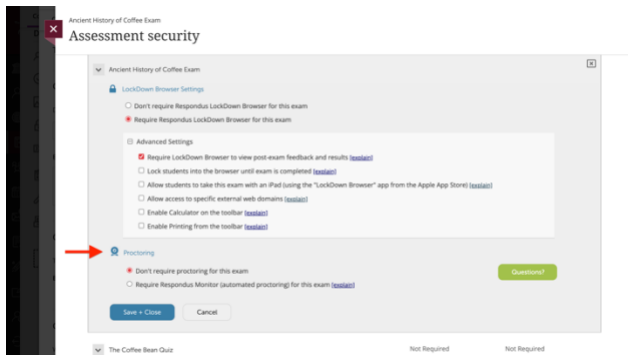 Ancient History of Coffee Exam
Assessment security
Ancient History of Coffee Exam
LockDown Browser Settings
Don't require Respondus LockDown Browser for this exam
Require Respondus LockDown Browser for this exam
Advanced Settings
Require LockDown Browser to view post-exam feedback and results [explain]
Lock students into the browser until exam is completed [explain]
Allow students to take this exam with an iPad (using the "LockDown Browser" app from the Apple App Store) [explain]
Allow access to specific external web domains [explain]
Enable Calculator on the toolbar [explain]
Enable Printing from the toolbar [explain]
Proctoring
Don't require proctoring for this exam
Questions?
Require Respondus Monitor (automated proctoring) for this exam [explain]
Save + Close Cancel
The Coffee Bean Quiz Not Required Not Required